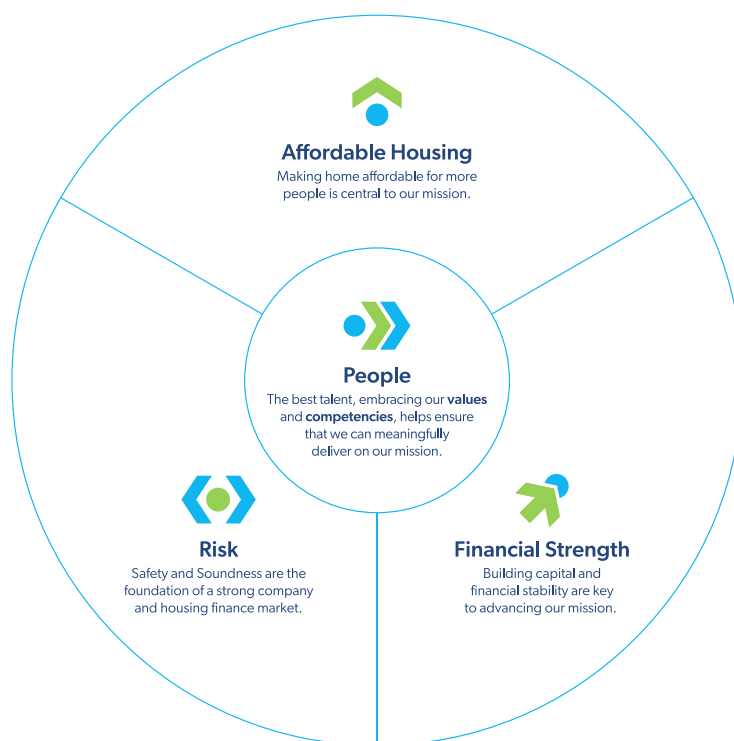 Affordable Housing
Making home affordable for more
people is central to our mission.
People
The best talent, embracing our values
and competencies, helps ensure
that we can meaningfully
deliver on our mission.
Risk
Safety and Soundness are the
foundation of a strong company
and housing finance market.
Financial Strength
Building capital and
financial stability are key
to advancing our mission.